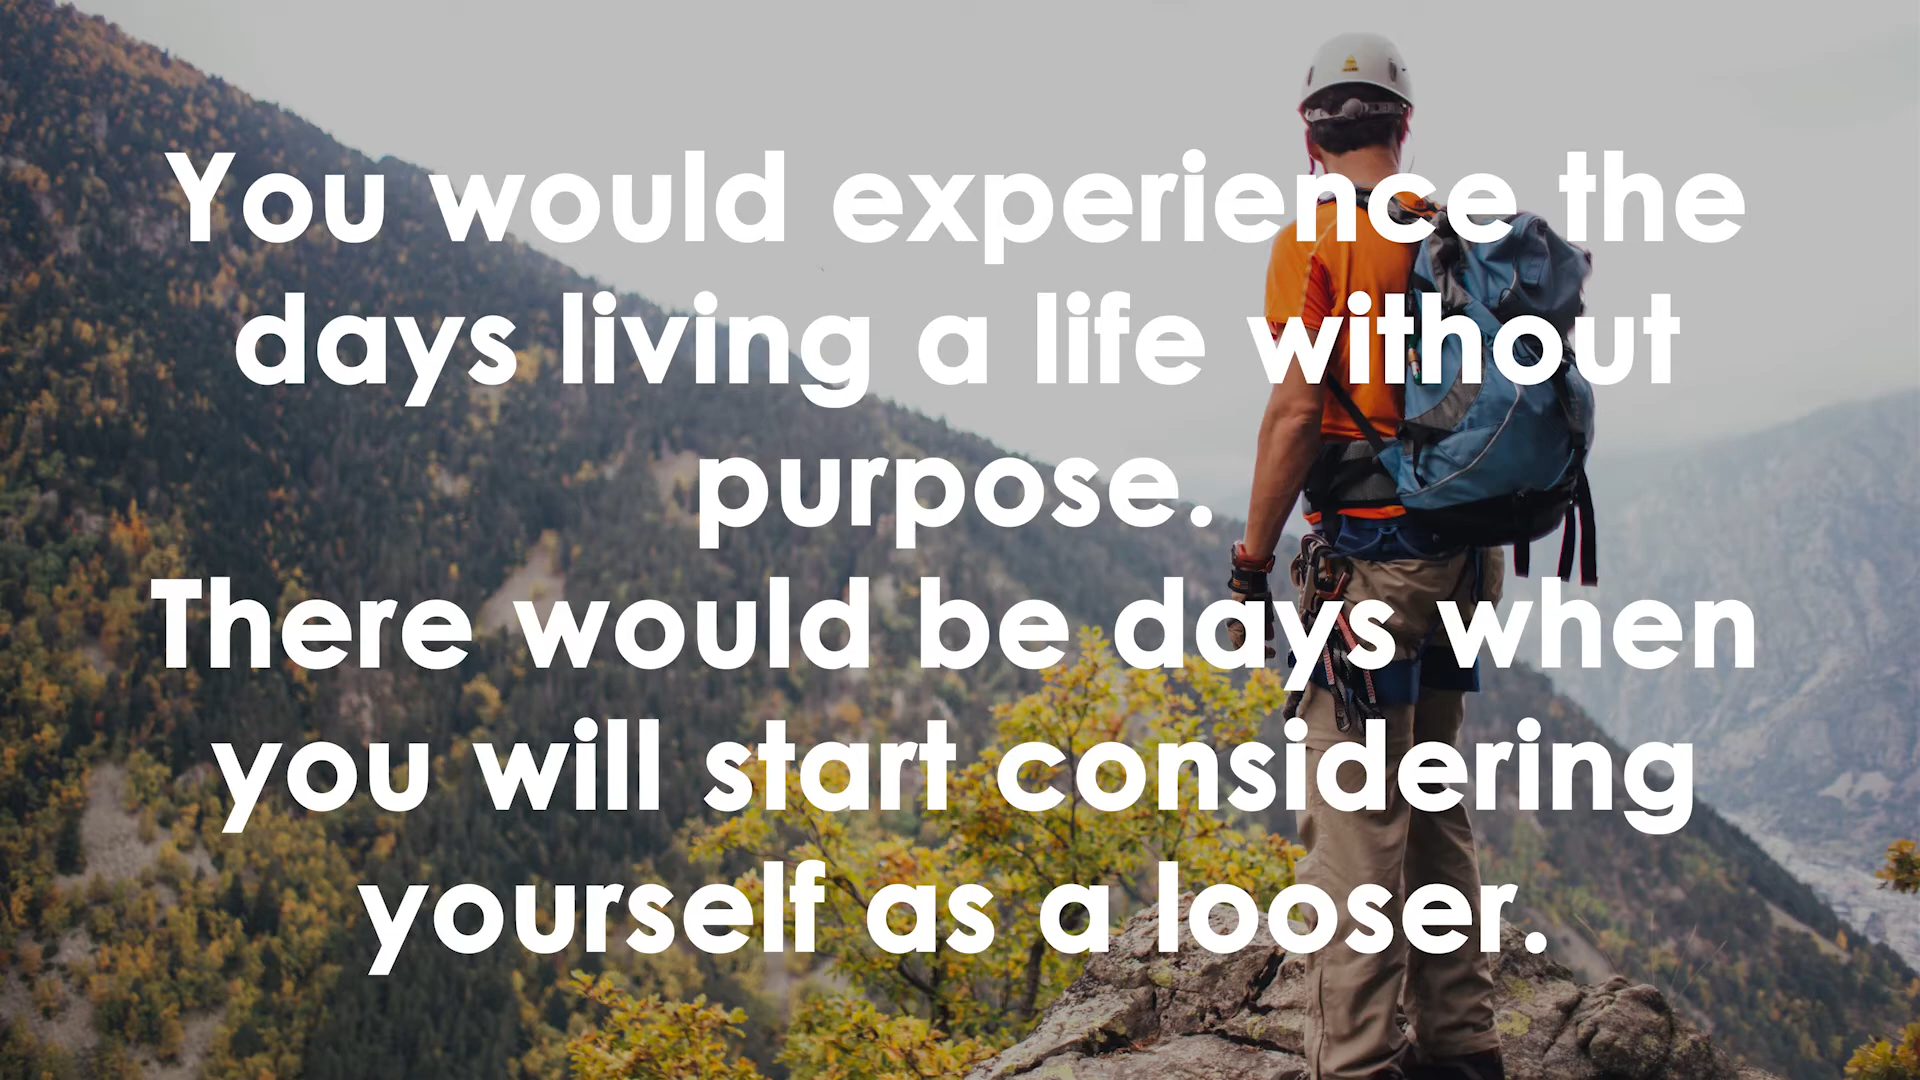 You would experience the
days living a life without
purpose.
There would be days when
you will start considering
yourself as a looser.